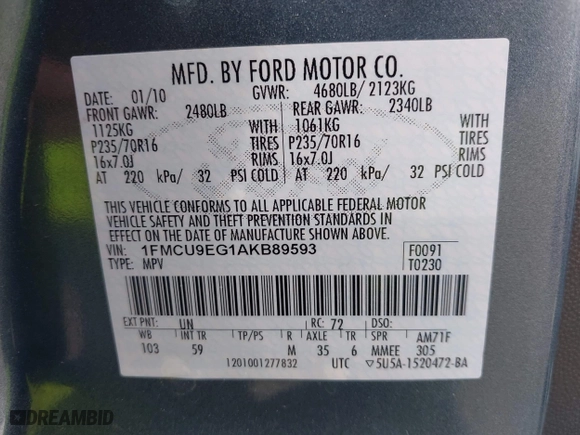 MFD. BY FORD MOTOR CO.
DATE: 01/10 GVWR: 4680LB/ 2123KG
FRONT GAWR: 2480LB REAR GAWR: 2340LB
1125KG WITH 1061KG WITH
P235/70R16 TIRES P235/70R16 TIRES
16x7.0J RIMS 16x7.0J RIMS
AT 220 kPa/ 32 PSI COLD AT 220 kPa/ 32 PSI COLD
THIS VEHICLE CONFORMS TO ALL APPLICABLE FEDERAL MOTOR
VEHICLE SAFETY AND THEFT PREVENTION STANDARDS IN
EFFECT ON THE DATE OF MANUFACTURE SHOWN ABOVE.
VIN: 1FMCU9EG1AKB89593 F0091
TYPE: MPV T0230
EXT PNT: UN RC: 72 DSO:
WB INT TR TP/PS R AXLE TR SPR AM71F
103 59 M 35 6 MMEE 305
1201001277832 UTC ▽5U5A-1520472-BA
DREAMBID